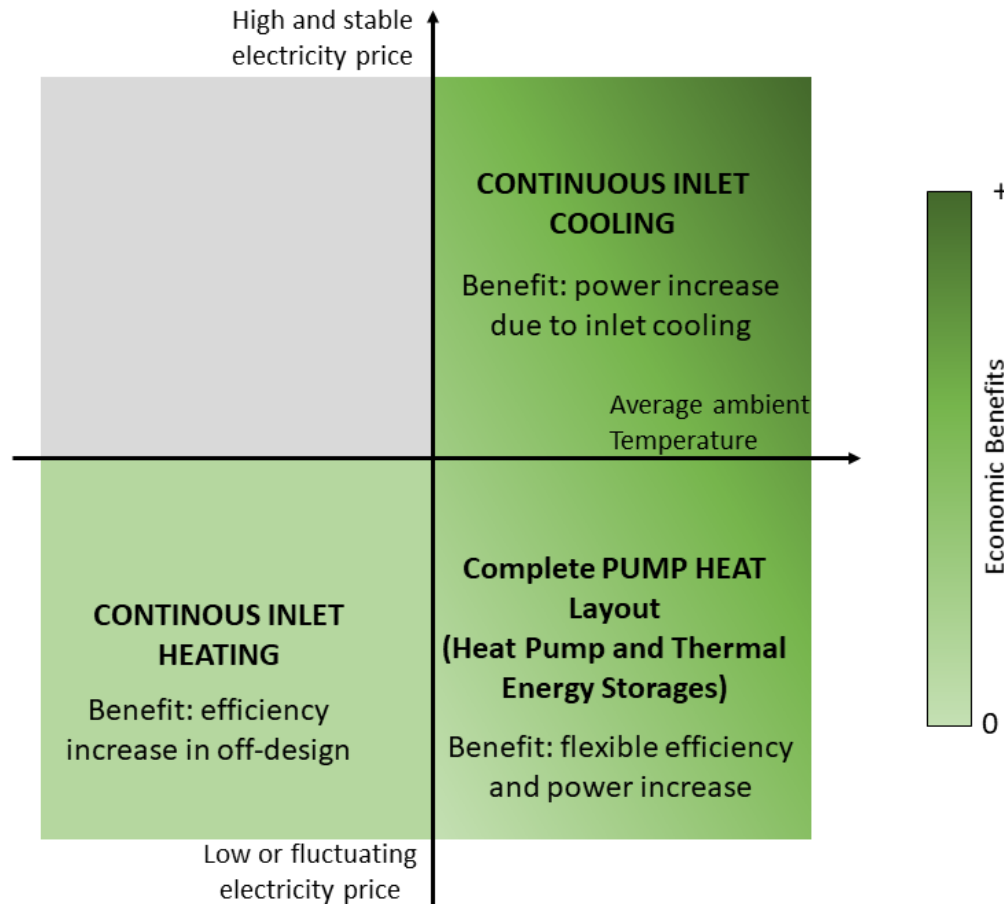 High and stable
electricity price
CONTINUOUS INLET
COOLING
Benefit: power increase
due to inlet cooling
Average ambient
Temperature
CONTINOUS INLET
HEATING
Benefit: efficiency
increase in off-design
Complete PUMP HEAT
Layout
(Heat Pump and Thermal
Energy Storages)
Benefit: flexible efficiency
and power increase
Low or fluctuating
electricity price
+
Economic Benefits
0